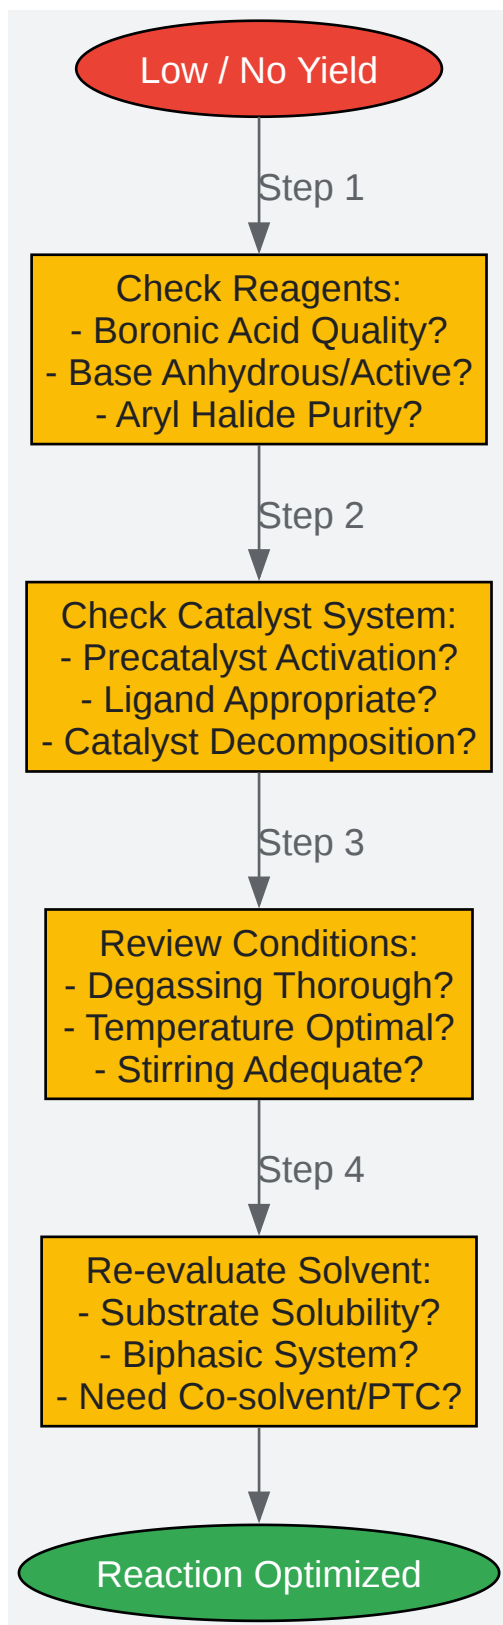 Low / No Yield
Step 1
Check Reagents:
- Boronic Acid Quality?
- Base Anhydrous/Active?
- Aryl Halide Purity?
Step 2
Check Catalyst System:
- Precatalyst Activation?
- Ligand Appropriate?
- Catalyst Decomposition?
Step 3
Review Conditions:
- Degassing Thorough?
- Temperature Optimal?
- Stirring Adequate?
Step 4
Re-evaluate Solvent:
- Substrate Solubility?
- Biphasic System?
- Need Co-solvent/PTC?
Reaction Optimized